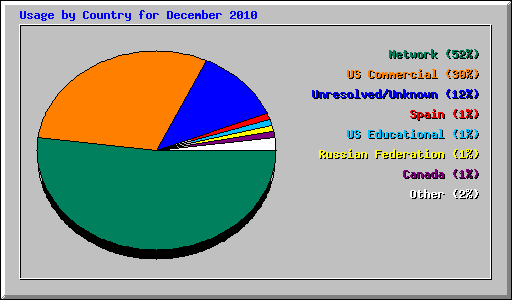 Usage by Country for December 2010
Network (52%)
US Commercial (30%)
Unresolved/Unknown (12%)
Spain (1%)
US Educational (1%)
Russian Federation (1%)
Canada (1%)
Other (2%)